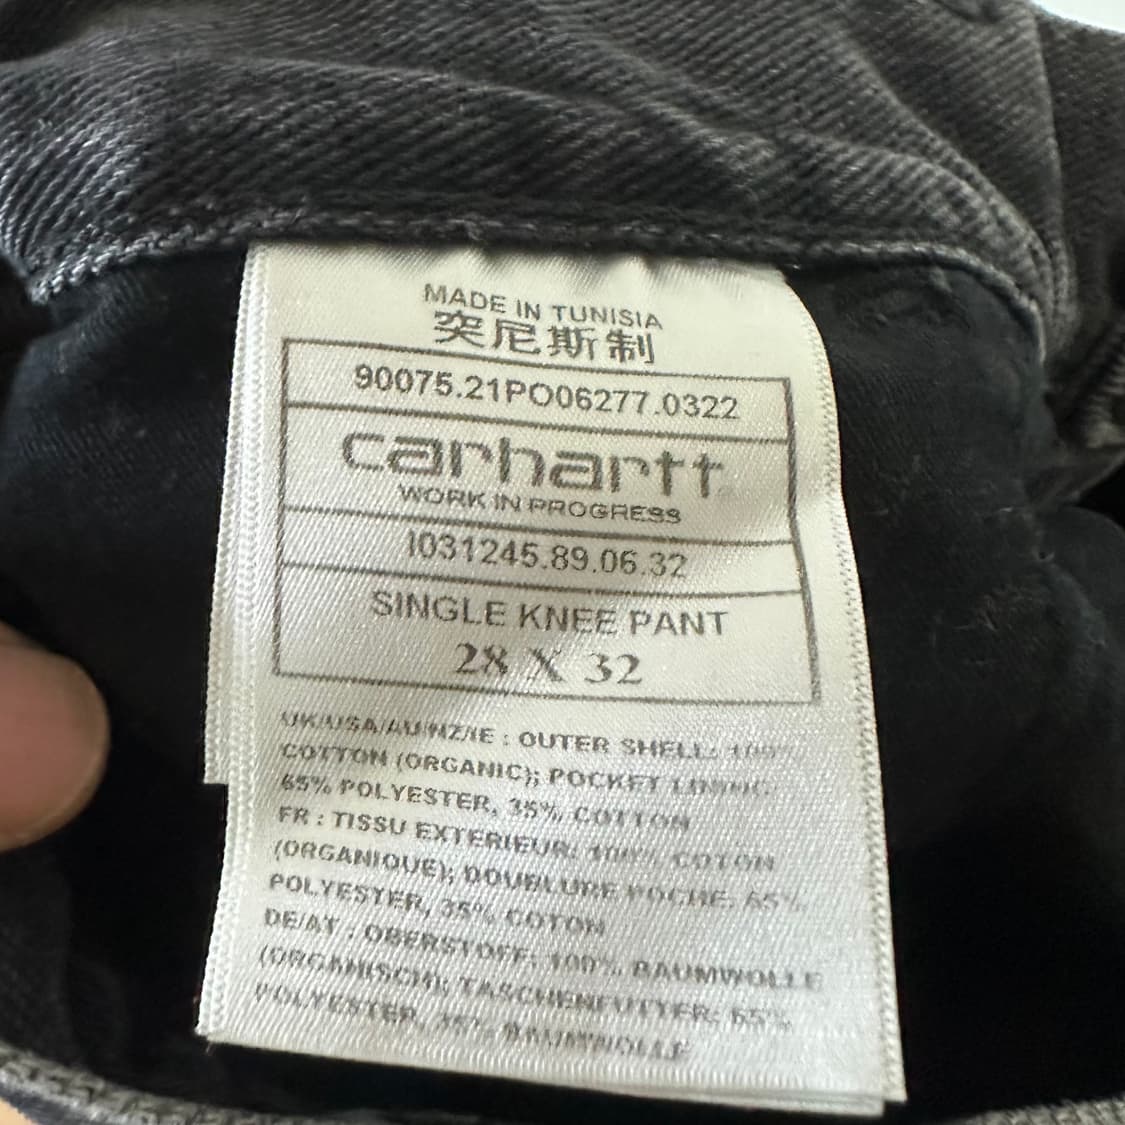 MADE IN TUNISIA
突尼斯制
90075.21PO06277.0322
carhartt
WORK IN PROGRESS
I031245.89.06.32
SINGLE KNEE PANT
28 X 32
UK/USA/AU/NZ/IE : OUTER SHELL: 100%
COTTON (ORGANIC); POCKET LINING:
65% POLYESTER, 35% COTTON
FR : TISSU EXTERIEUR: 100% COTON
(ORGANIQUE); DOUBLURE POCHE: 65%
POLYESTER, 35% COTON
DE/AT : OBERSTOFF: 100% BAUMWOLLE
(ORGANISCH); TASCHENFUTTER: 65%
POLYESTER, 35% BAUMWOLLE